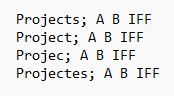 Projects; A B IFF
Project; A B IFF
Projec; A B IFF
Projectes; A B IFF